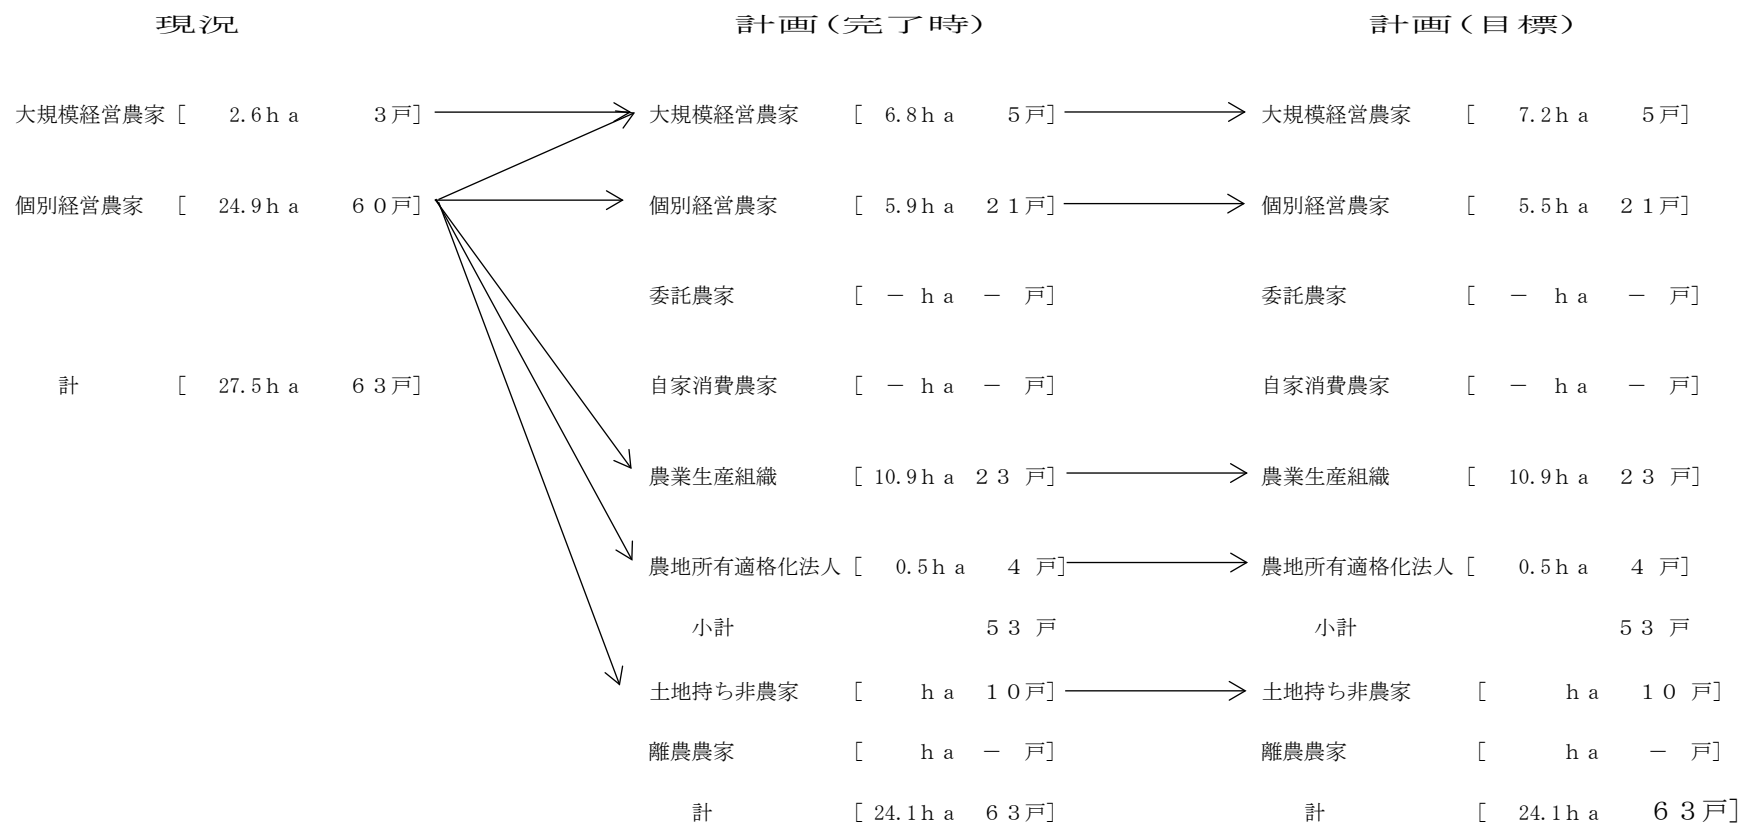 現況 計画(完了時) 計画(目標)
大規模経営農家 [ 2.6ha 3戸] 大規模経営農家 [ 6.8ha 5戸] 大規模経営農家 [ 7.2ha 5戸]
個別経営農家 [ 24.9ha 60戸] 個別経営農家 [ 5.9ha 21戸] 個別経営農家 [ 5.5ha 21戸]
委託農家 [ - ha - 戸] 委託農家 [ - ha - 戸]
計 [ 27.5ha 63戸] 自家消費農家 [ - ha - 戸] 自家消費農家 [ - ha - 戸]
農業生産組織 [ 10.9ha 23 戸] 農業生産組織 [ 10.9ha 23 戸]
農地所有適格化法人 [ 0.5ha 4 戸] 農地所有適格化法人 [ 0.5ha 4 戸]
小計 53 戸 小計 53 戸
土地持ち非農家 [ ha 10戸] 土地持ち非農家 [ ha 10 戸]
離農農家 [ ha - 戸] 離農農家 [ ha - 戸]
計 [ 24.1ha 63戸] 計 [ 24.1ha 63戸]